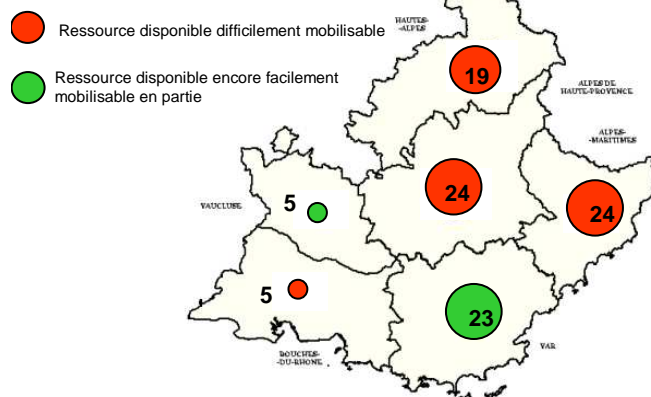 Ressource disponible difficilement mobilisable
Ressource disponible encore facilement
mobilisable en partie
HAUTES-
ALPES
19
ALPES DE
HAUTE-PROVENCE
ALPES
-MARITIMES
24
24
VAUCLUSE
5
5
23
BOUCHES-
-DU-RHONE
VAR